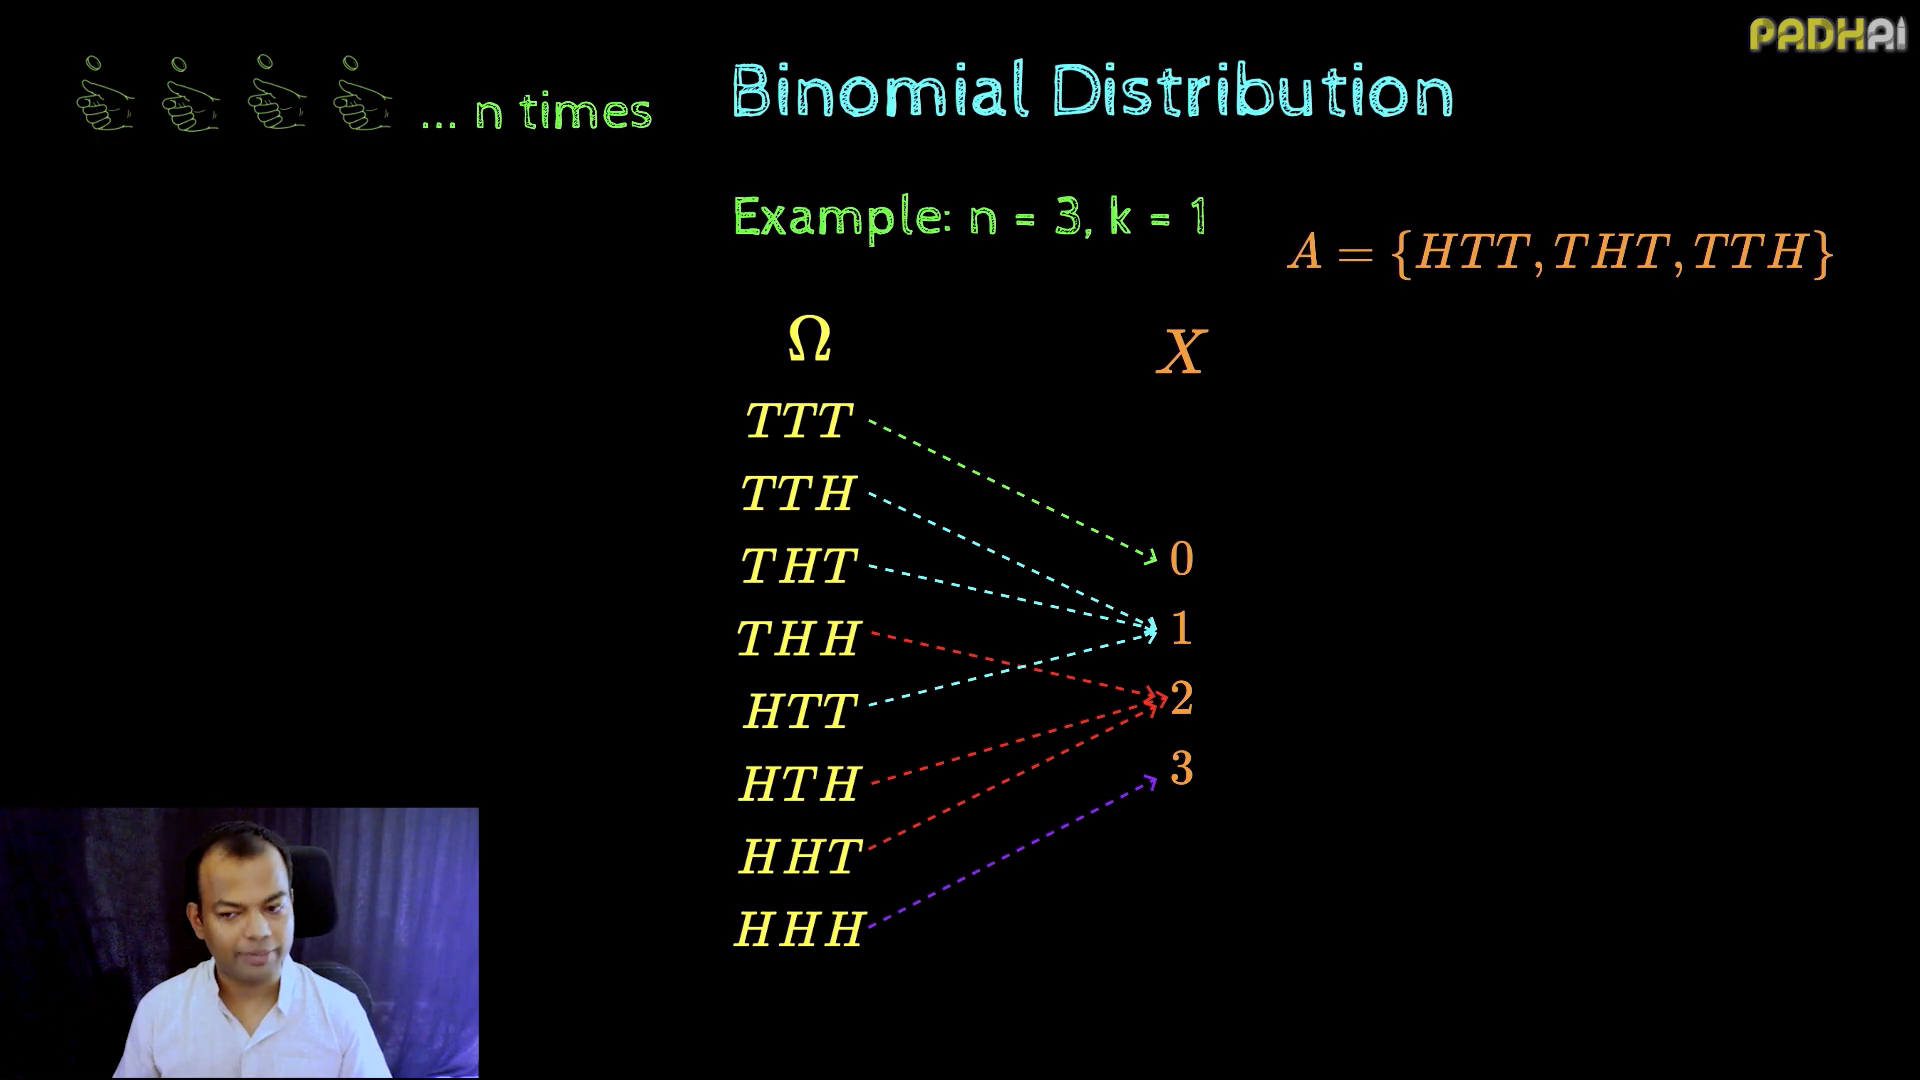 PADHAI
... n times
Binomial Distribution
Example: n = 3, k = 1
A = {HTT, THT, TTH}
Ω
X
TTT
TTH
THT
THH
HTT
HTH
HHT
HHH
0
1
2
3